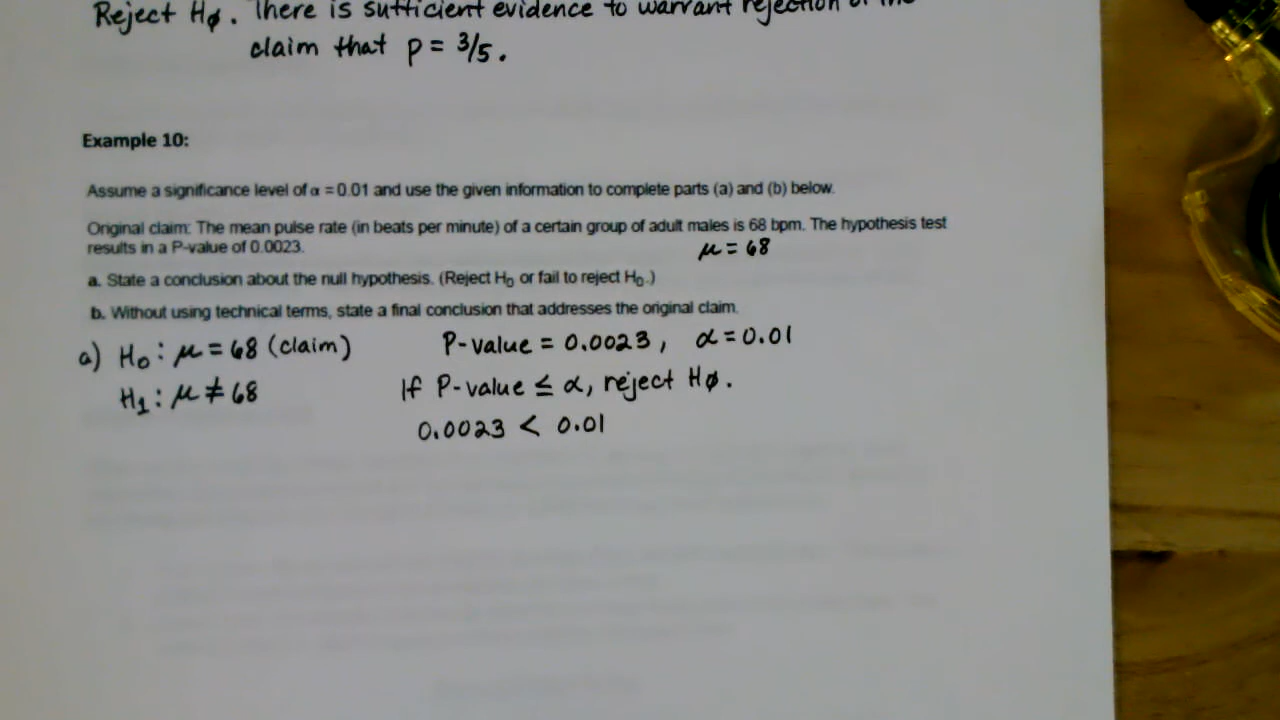 Reject H∅. There is sufficient evidence to warrant rejection of the
claim that p = 3/5.
Example 10:
Assume a significance level of α = 0.01 and use the given information to complete parts (a) and (b) below.
Original claim: The mean pulse rate (in beats per minute) of a certain group of adult males is 68 bpm. The hypothesis test
results in a P-value of 0.0023.
μ = 68
a. State a conclusion about the null hypothesis. (Reject H₀ or fail to reject H₀.)
b. Without using technical terms, state a final conclusion that addresses the original claim.
a) H₀: μ = 68 (claim) P-value = 0.0023, α = 0.01
H₁: μ ≠ 68 If P-value ≤ α, reject H∅.
0.0023 < 0.01